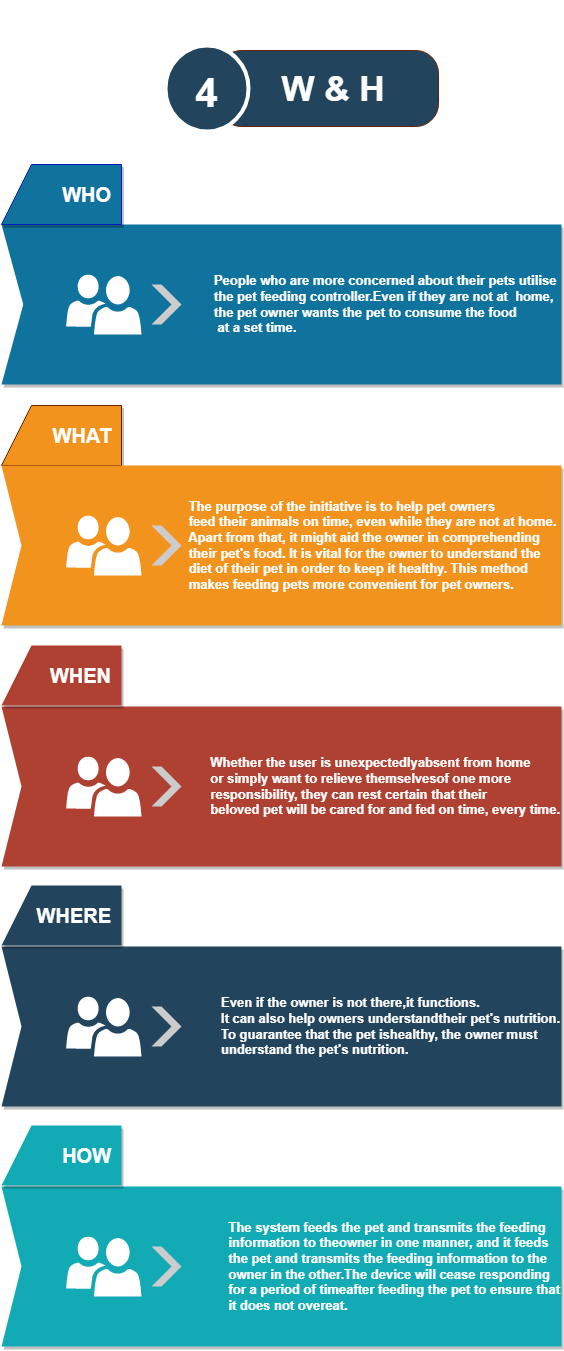 4
W & H
WHO
People who are more concerned about their pets utilise
the pet feeding controller.Even if they are not at home,
the pet owner wants the pet to consume the food
at a set time.
WHAT
The purpose of the initiative is to help pet owners
feed their animals on time, even while they are not at home.
Apart from that, it might aid the owner in comprehending
their pet's food. It is vital for the owner to understand the
diet of their pet in order to keep it healthy. This method
makes feeding pets more convenient for pet owners.
WHEN
Whether the user is unexpectedlyabsent from home
or simply want to relieve themselvesof one more
responsibility, they can rest certain that their
beloved pet will be cared for and fed on time, every time.
WHERE
Even if the owner is not there,it functions.
It can also help owners understandtheir pet's nutrition.
To guarantee that the pet ishealthy, the owner must
understand the pet's nutrition.
HOW
The system feeds the pet and transmits the feeding
information to theowner in one manner, and it feeds
the pet and transmits the feeding information to the
owner in the other.The device will cease responding
for a period of timeafter feeding the pet to ensure that
it does not overeat.